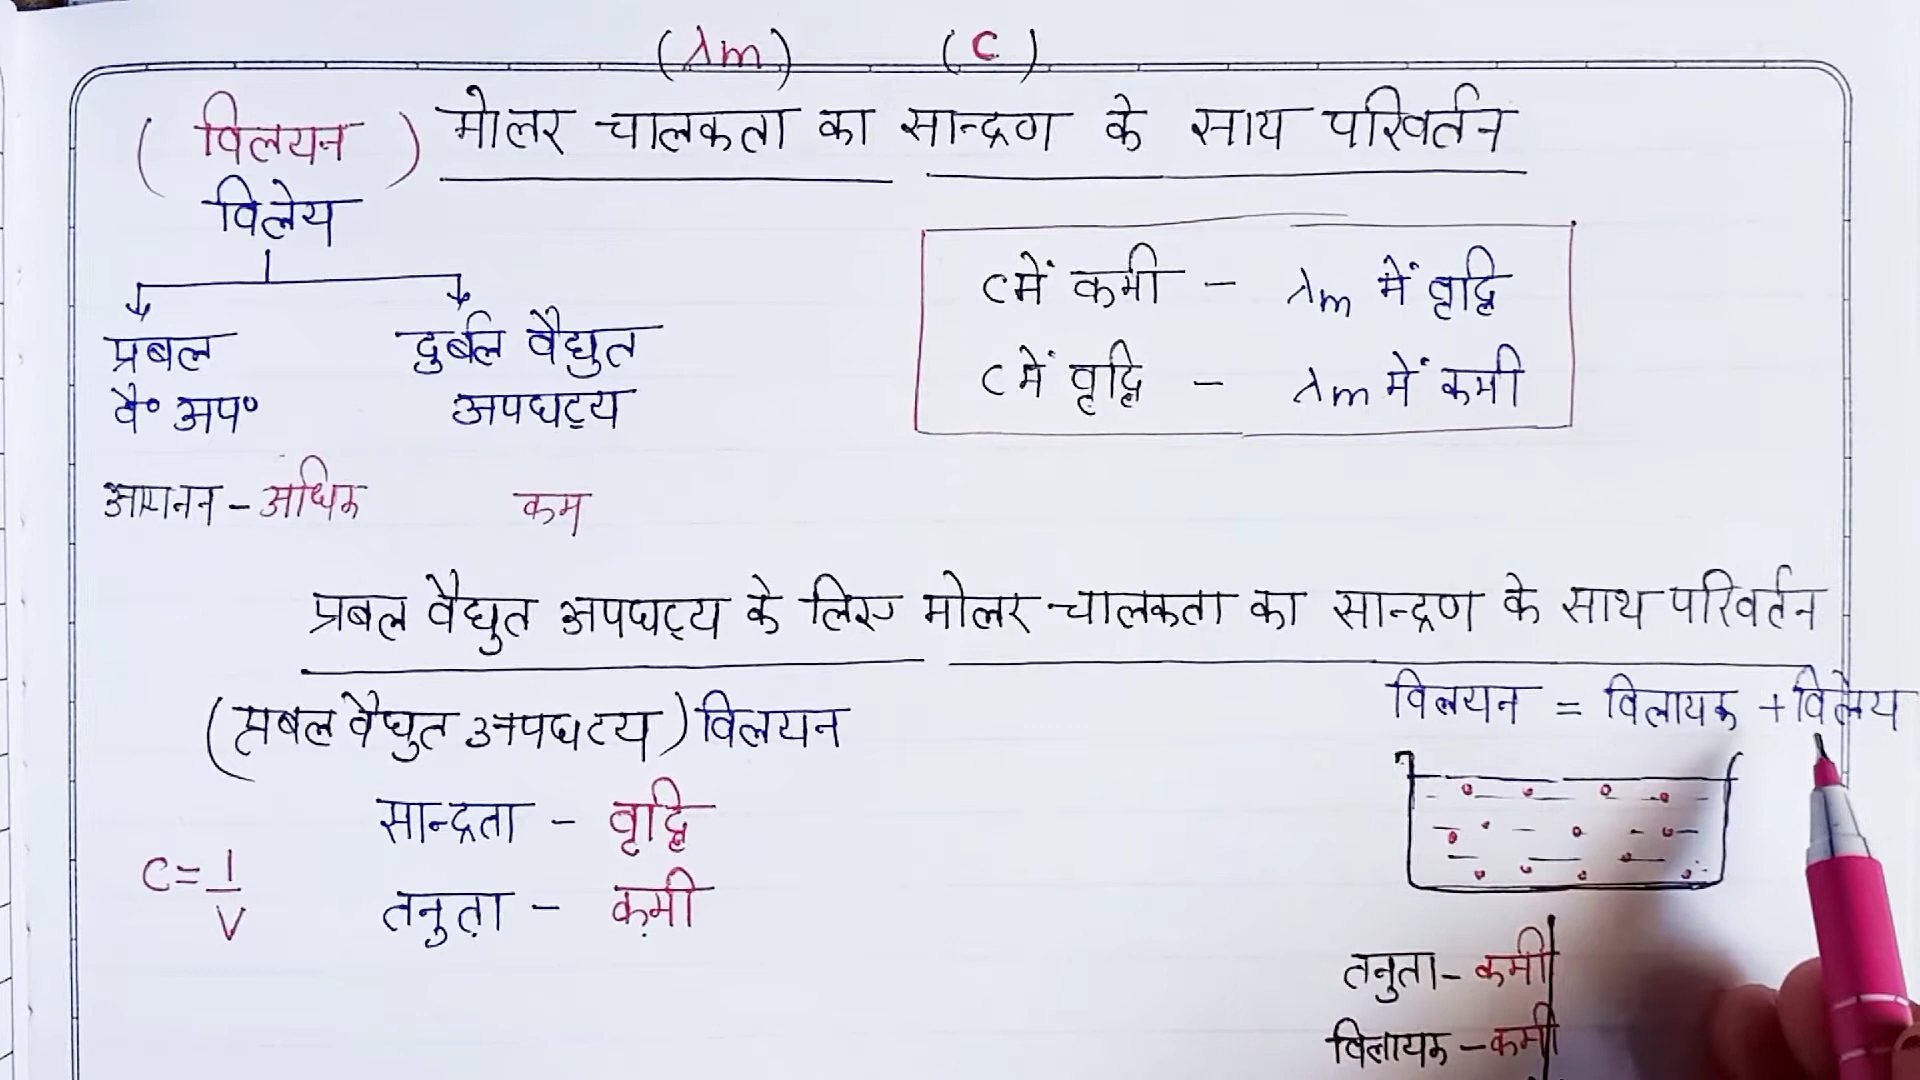 (λm) (C)
(विलयन) मोलर चालकता का सान्द्रण के साथ परिवर्तन
विलेय
प्रबल वै॰ अप॰
दुर्बल वैद्युत अपघट्य
आयनन - अधिक कम
C में कमी - λm में वृद्धि
C में वृद्धि - λm में कमी
प्रबल वैद्युत अपघट्य के लिए मोलर चालकता का सान्द्रण के साथ परिवर्तन
(प्रबल वैद्युत अपघट्य) विलयन
सान्द्रता - वृद्धि
तनुता - कमी
C = 1/V
विलयन = विलायक + विलेय
तनुता - कमी
विलायक - कमी